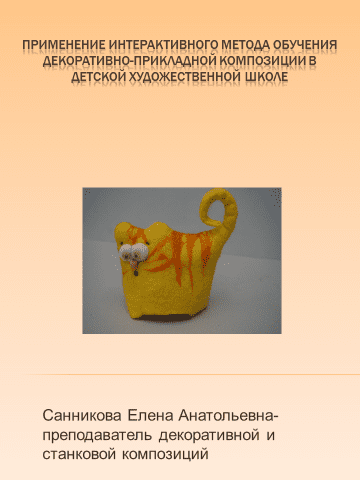 ПРИМЕНЕНИЕ ИНТЕРАКТИВНОГО МЕТОДА ОБУЧЕНИЯ
ДЕКОРАТИВНО-ПРИКЛАДНОЙ КОМПОЗИЦИИ В
ДЕТСКОЙ ХУДОЖЕСТВЕННОЙ ШКОЛЕ
Санникова Елена Анатольевна-
преподаватель декоративной и
станковой композиций